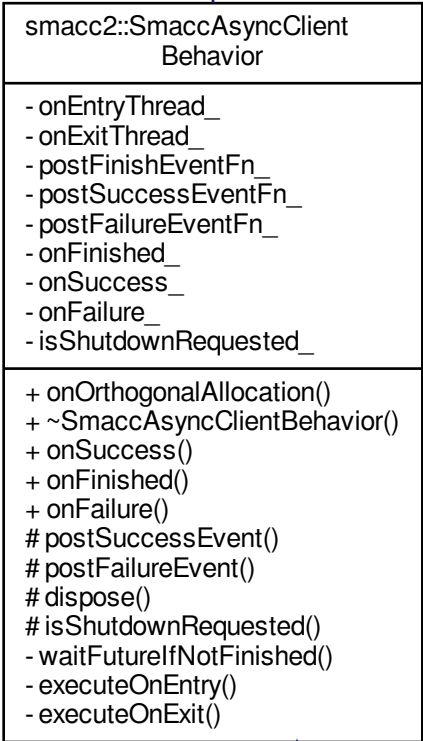 smacc2::SmaccAsyncClient
Behavior
- onEntryThread_
- onExitThread_
- postFinishEventFn_
- postSuccessEventFn_
- postFailureEventFn_
- onFinished_
- onSuccess_
- onFailure_
- isShutdownRequested_
+ onOrthogonalAllocation()
+ ~SmaccAsyncClientBehavior()
+ onSuccess()
+ onFinished()
+ onFailure()
# postSuccessEvent()
# postFailureEvent()
# dispose()
# isShutdownRequested()
- waitFutureIfNotFinished()
- executeOnEntry()
- executeOnExit()